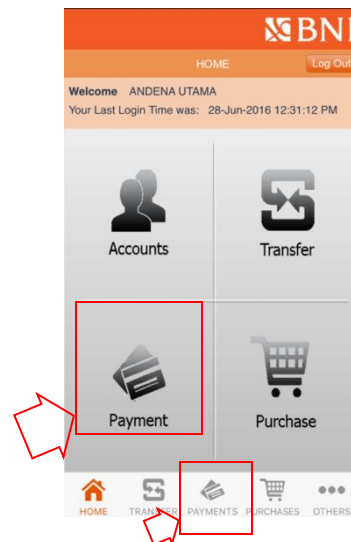 BNI
HOME Log Out
Welcome ANDENA UTAMA
Your Last Login Time was: 28-Jun-2016 12:31:12 PM
Accounts Transfer
Payment Purchase
HOME TRANSFER PAYMENTS PURCHASES OTHERS